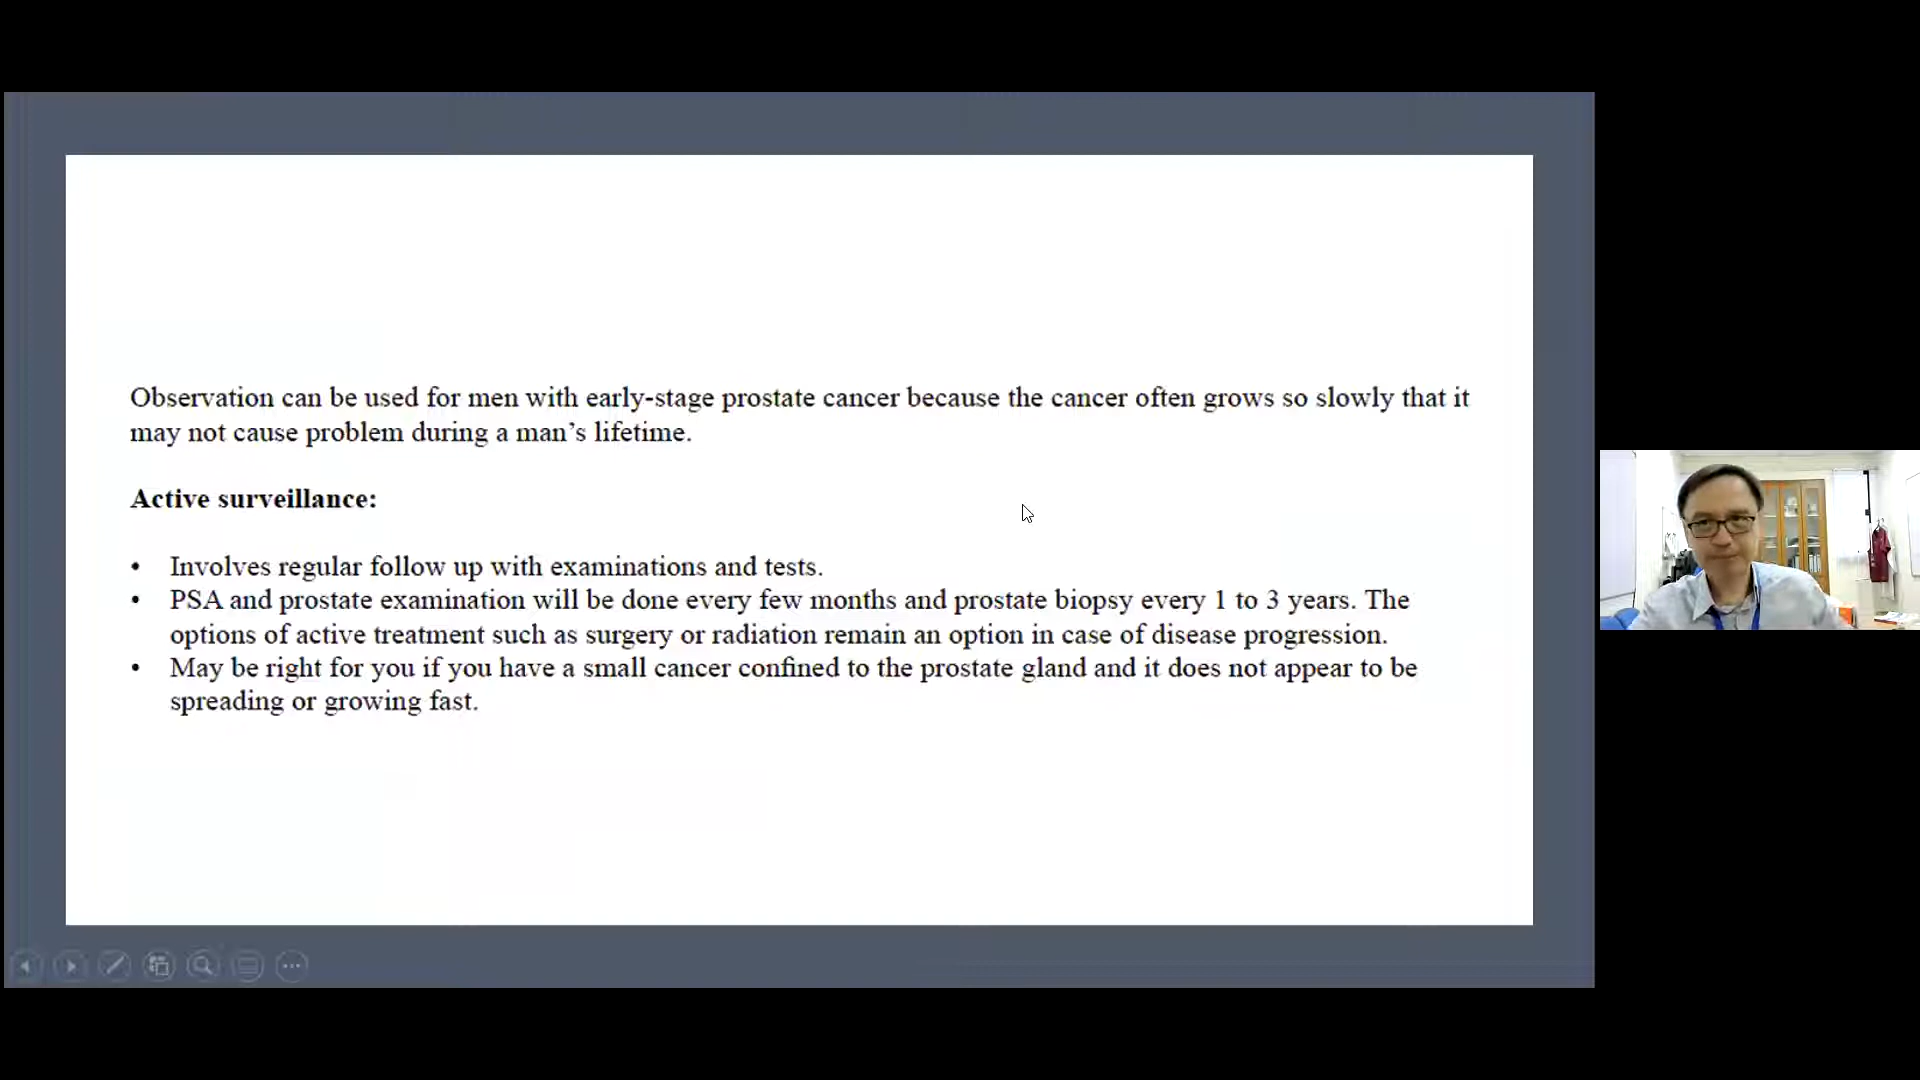 Observation can be used for men with early-stage prostate cancer because the cancer often grows so slowly that it
may not cause problem during a man’s lifetime.
Active surveillance:
• Involves regular follow up with examinations and tests.
• PSA and prostate examination will be done every few months and prostate biopsy every 1 to 3 years. The
options of active treatment such as surgery or radiation remain an option in case of disease progression.
• May be right for you if you have a small cancer confined to the prostate gland and it does not appear to be
spreading or growing fast.